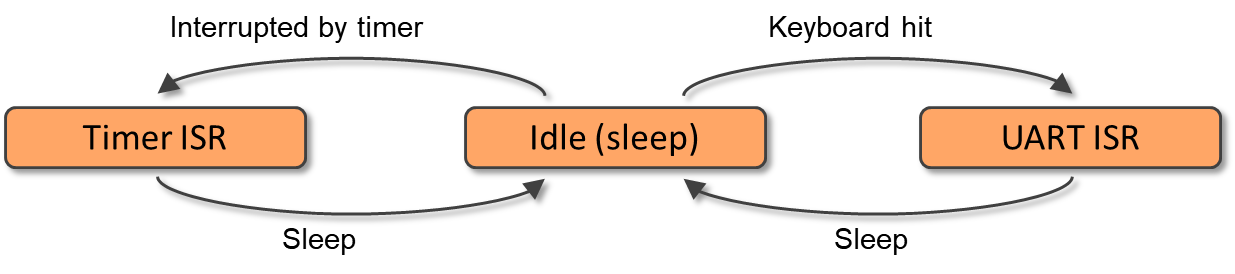 Interrupted by timer
Keyboard hit
Timer ISR
Idle (sleep)
UART ISR
Sleep
Sleep